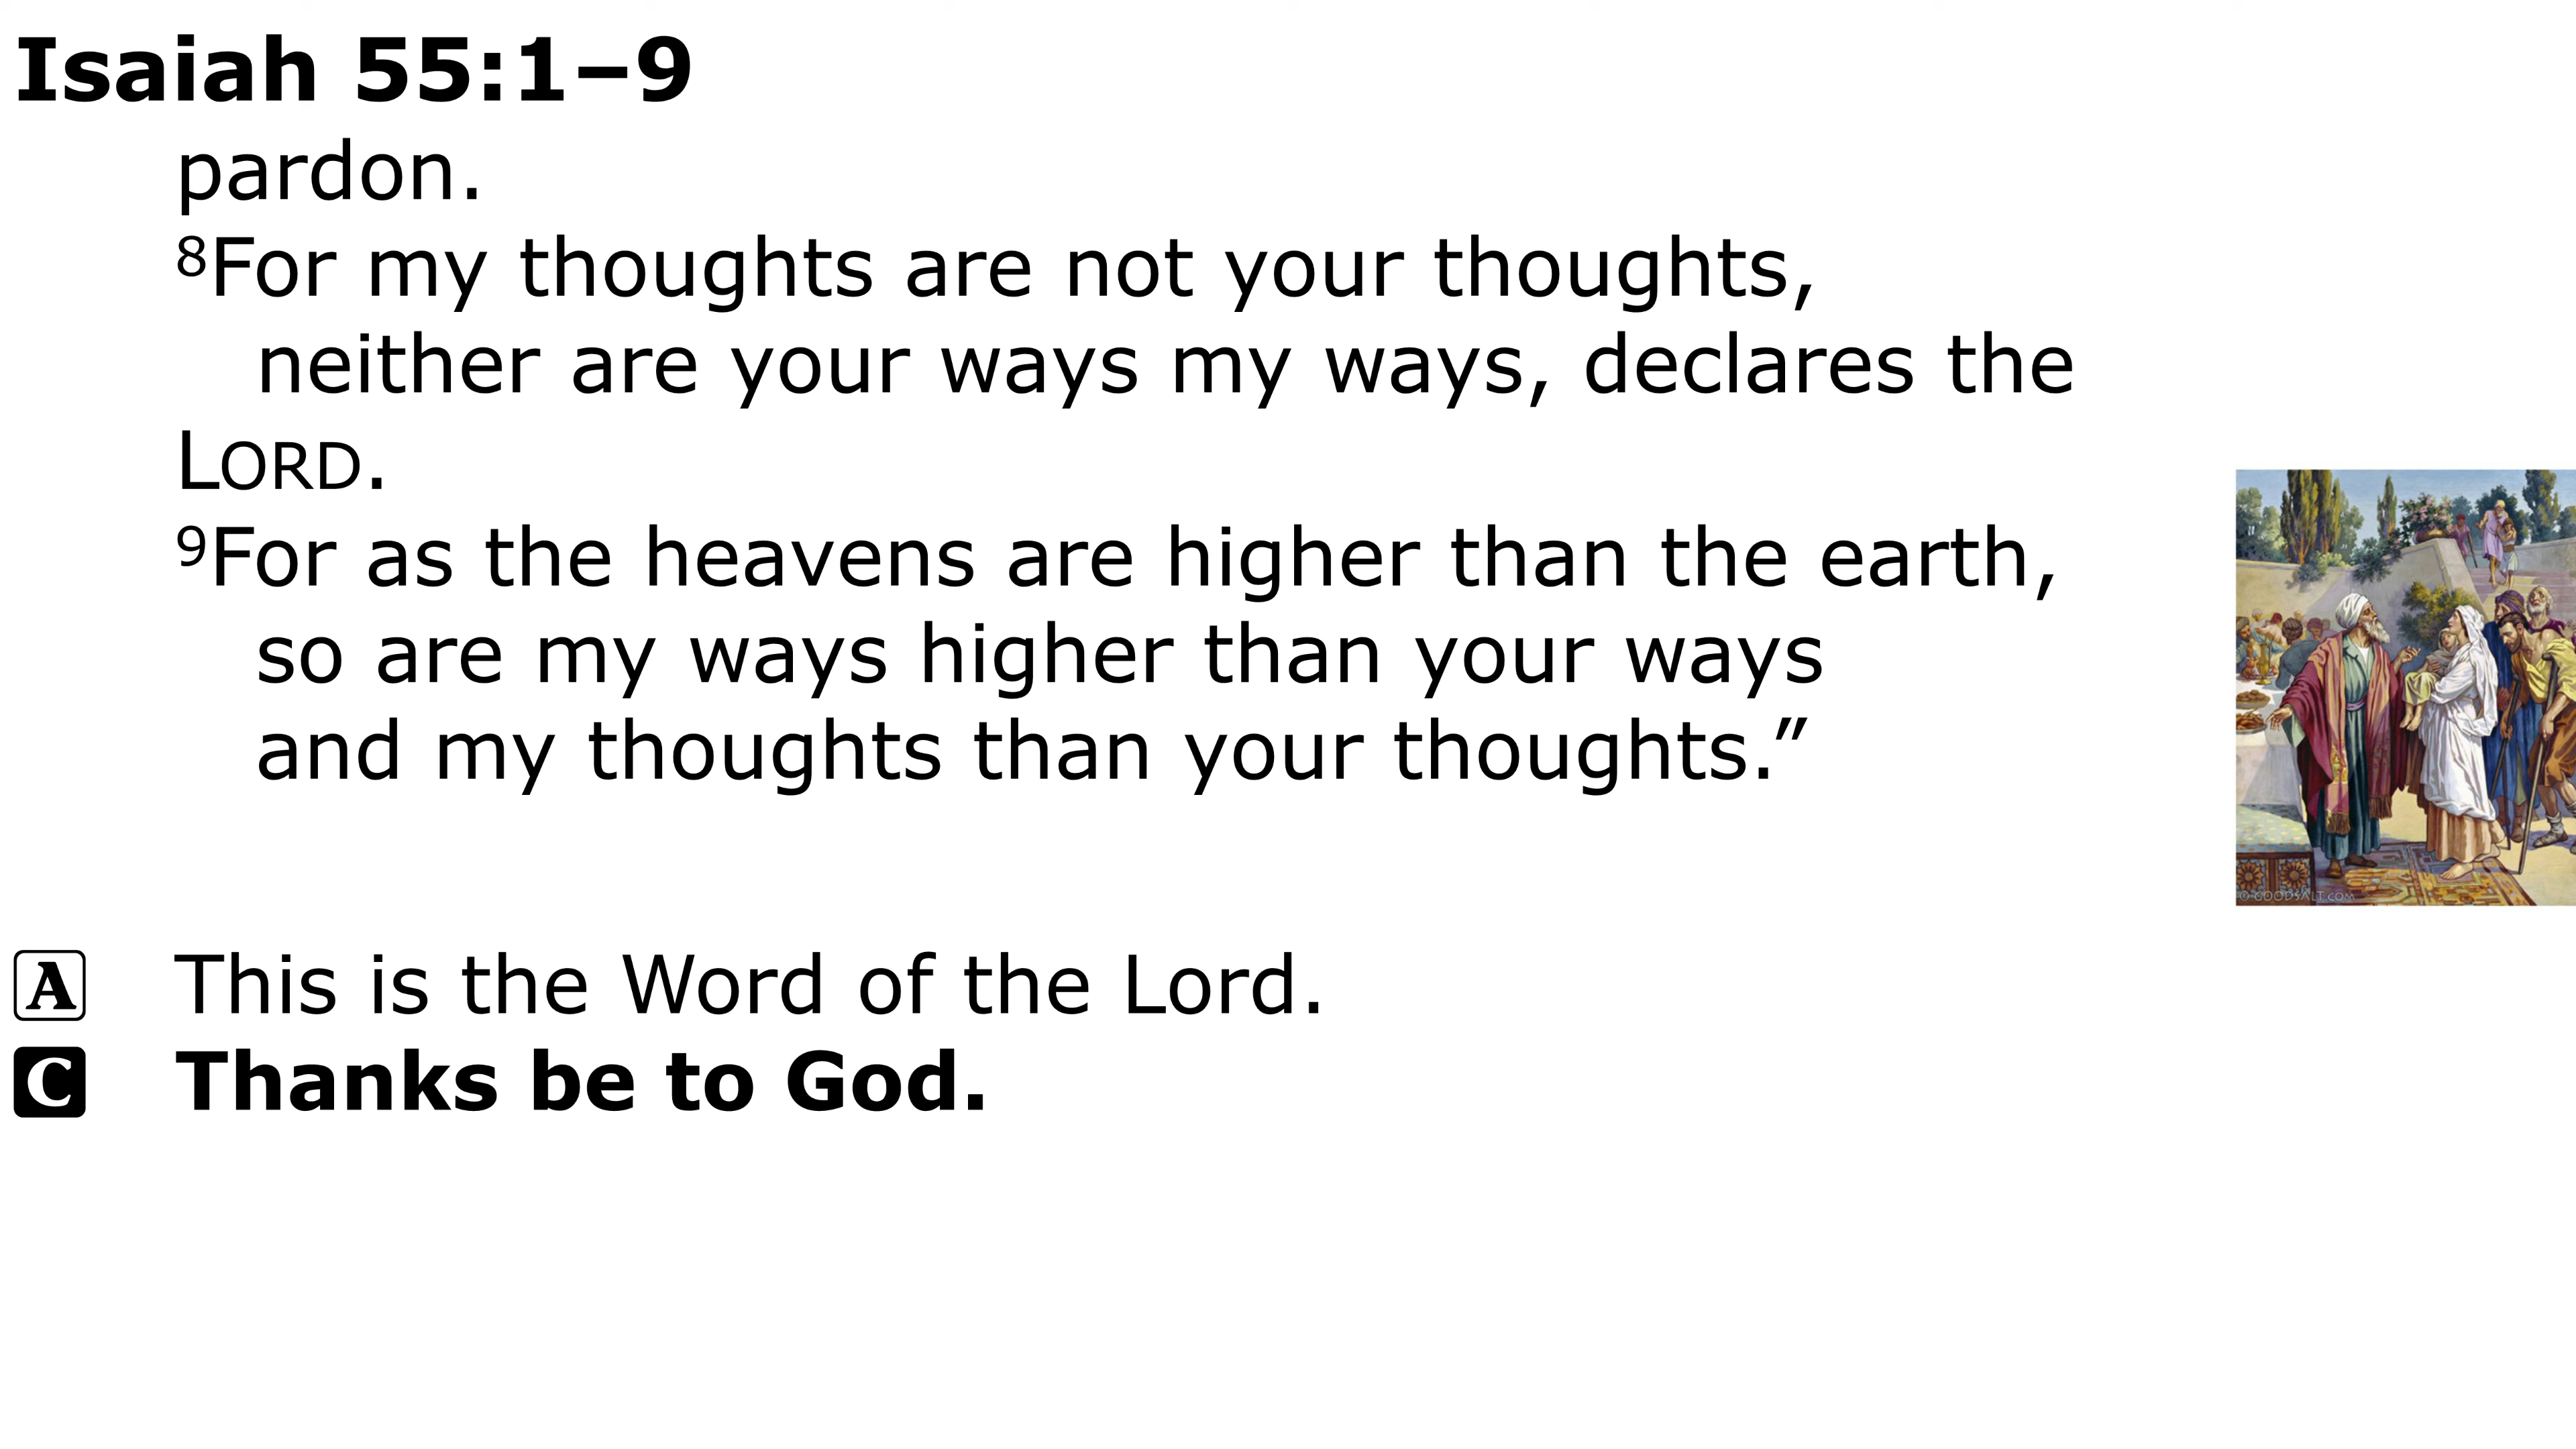 Isaiah 55:1–9
pardon.
⁸For my thoughts are not your thoughts,
neither are your ways my ways, declares the
LORD.
⁹For as the heavens are higher than the earth,
so are my ways higher than your ways
and my thoughts than your thoughts.”
© GOODSALT.COM
A This is the Word of the Lord.
C Thanks be to God.